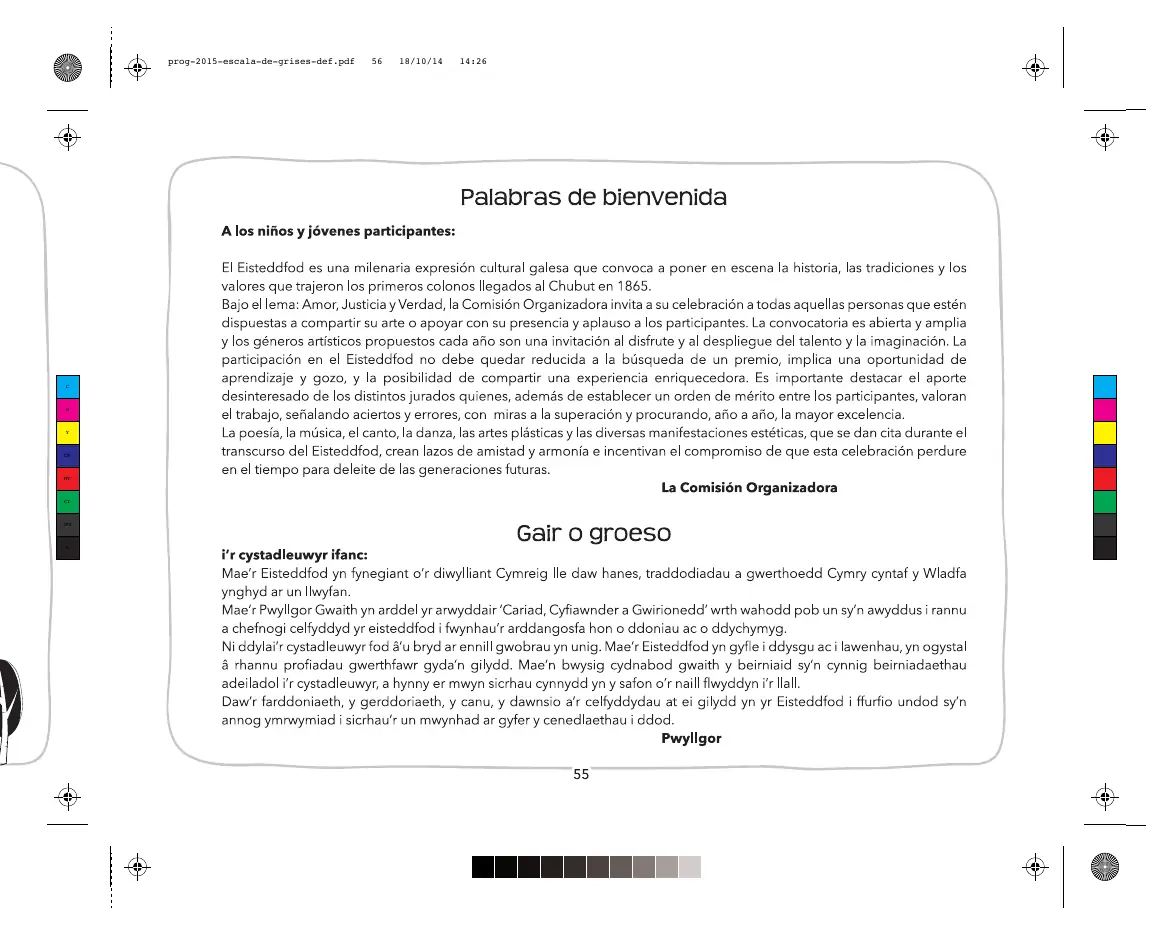 prog-2015-escala-de-grises-def.pdf 56 18/10/14 14:26
Palabras de bienvenida
A los niños y jóvenes participantes:
El Eisteddfod es una milenaria expresión cultural galesa que convoca a poner en escena la historia, las tradiciones y los
valores que trajeron los primeros colonos llegados al Chubut en 1865.
Bajo el lema: Amor, Justicia y Verdad, la Comisión Organizadora invita a su celebración a todas aquellas personas que estén
dispuestas a compartir su arte o apoyar con su presencia y aplauso a los participantes. La convocatoria es abierta y amplia
y los géneros artísticos propuestos cada año son una invitación al disfrute y al despliegue del talento y la imaginación. La
participación en el Eisteddfod no debe quedar reducida a la búsqueda de un premio, implica una oportunidad de
aprendizaje y gozo, y la posibilidad de compartir una experiencia enriquecedora. Es importante destacar el aporte
desinteresado de los distintos jurados quienes, además de establecer un orden de mérito entre los participantes, valoran
el trabajo, señalando aciertos y errores, con miras a la superación y procurando, año a año, la mayor excelencia.
La poesía, la música, el canto, la danza, las artes plásticas y las diversas manifestaciones estéticas, que se dan cita durante el
transcurso del Eisteddfod, crean lazos de amistad y armonía e incentivan el compromiso de que esta celebración perdure
en el tiempo para deleite de las generaciones futuras.
La Comisión Organizadora
Gair o groeso
i'r cystadleuwyr ifanc:
Mae'r Eisteddfod yn fynegiant o'r diwylliant Cymreig lle daw hanes, traddodiadau a gwerthoedd Cymry cyntaf y Wladfa
ynghyd ar un llwyfan.
Mae'r Pwyllgor Gwaith yn arddel yr arwyddair 'Cariad, Cyfiawnder a Gwirionedd' wrth wahodd pob un sy'n awyddus i rannu
a chefnogi celfyddyd yr eisteddfod i fwynhau'r arddangosfa hon o ddoniau ac o ddychymyg.
Ni ddylai'r cystadleuwyr fod â'u bryd ar ennill gwobrau yn unig. Mae'r Eisteddfod yn gyfle i ddysgu ac i lawenhau, yn ogystal
â rhannu profiadau gwerthfawr gyda'n gilydd. Mae'n bwysig cydnabod gwaith y beirniaid sy'n cynnig beirniadaethau
adeiladol i'r cystadleuwyr, a hynny er mwyn sicrhau cynnydd yn y safon o'r naill flwyddyn i'r llall.
Daw'r farddoniaeth, y gerddoriaeth, y canu, y dawnsio a'r celfyddydau at ei gilydd yn yr Eisteddfod i ffurfio undod sy'n
annog ymrwymiad i sicrhau'r un mwynhad ar gyfer y cenedlaethau i ddod.
Pwyllgor
55